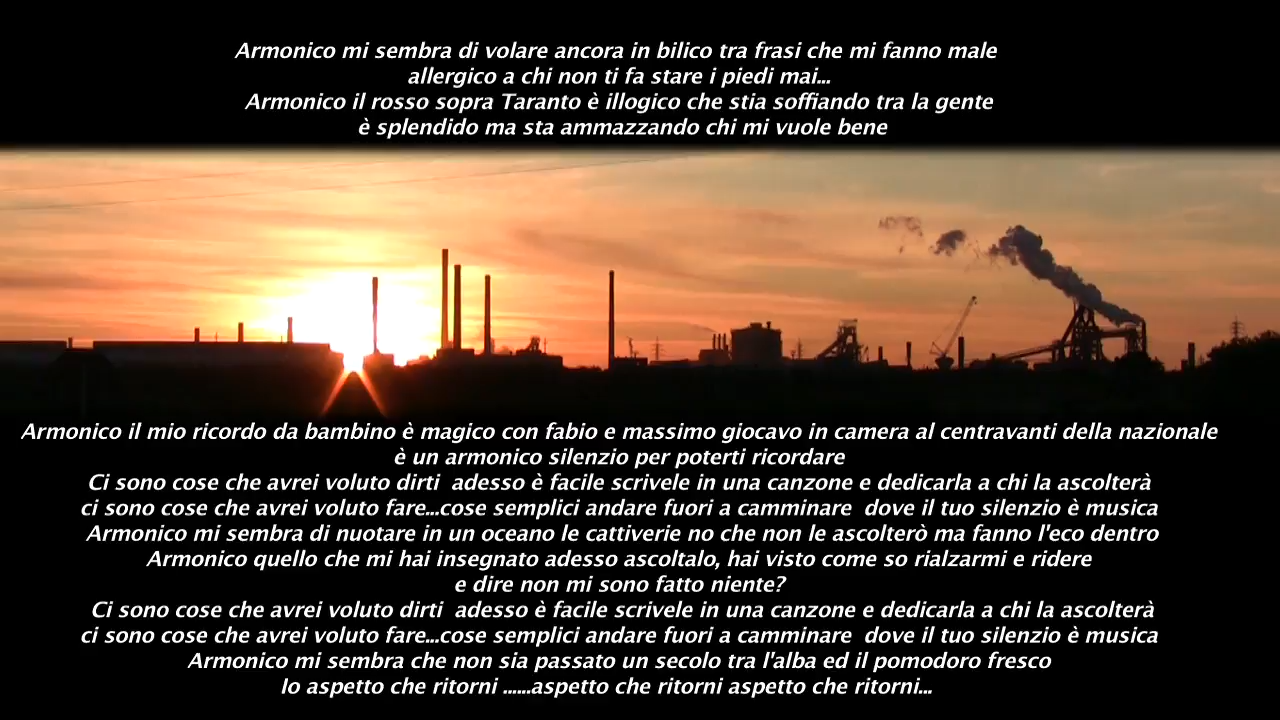 Armonico mi sembra di volare ancora in bilico tra frasi che mi fanno male
allergico a chi non ti fa stare i piedi mai...
Armonico il rosso sopra Taranto è illogico che stia soffiando tra la gente
è splendido ma sta ammazzando chi mi vuole bene
Armonico il mio ricordo da bambino è magico con fabio e massimo giocavo in camera al centravanti della nazionale
è un armonico silenzio per poterti ricordare
Ci sono cose che avrei voluto dirti  adesso è facile scrivele in una canzone e dedicarla a chi la ascolterà
ci sono cose che avrei voluto fare...cose semplici andare fuori a camminare  dove il tuo silenzio è musica
Armonico mi sembra di nuotare in un oceano le cattiverie no che non le ascolterò ma fanno l'eco dentro
Armonico quello che mi hai insegnato adesso ascoltalo, hai visto come so rialzarmi e ridere
e dire non mi sono fatto niente?
Ci sono cose che avrei voluto dirti  adesso è facile scrivele in una canzone e dedicarla a chi la ascolterà
ci sono cose che avrei voluto fare...cose semplici andare fuori a camminare  dove il tuo silenzio è musica
Armonico mi sembra che non sia passato un secolo tra l'alba ed il pomodoro fresco
Io aspetto che ritorni ......aspetto che ritorni aspetto che ritorni...